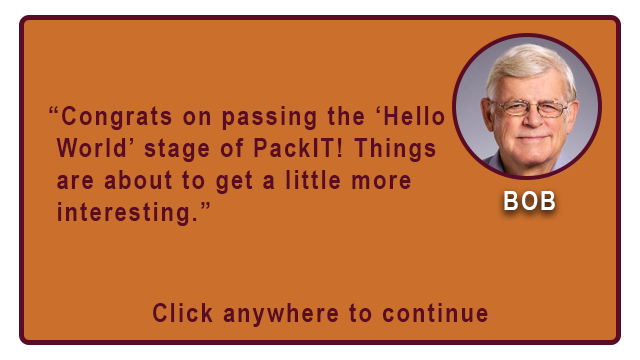 “Congrats on passing the ‘Hello
World’ stage of PackIT! Things
are about to get a little more
interesting.”
BOB
Click anywhere to continue